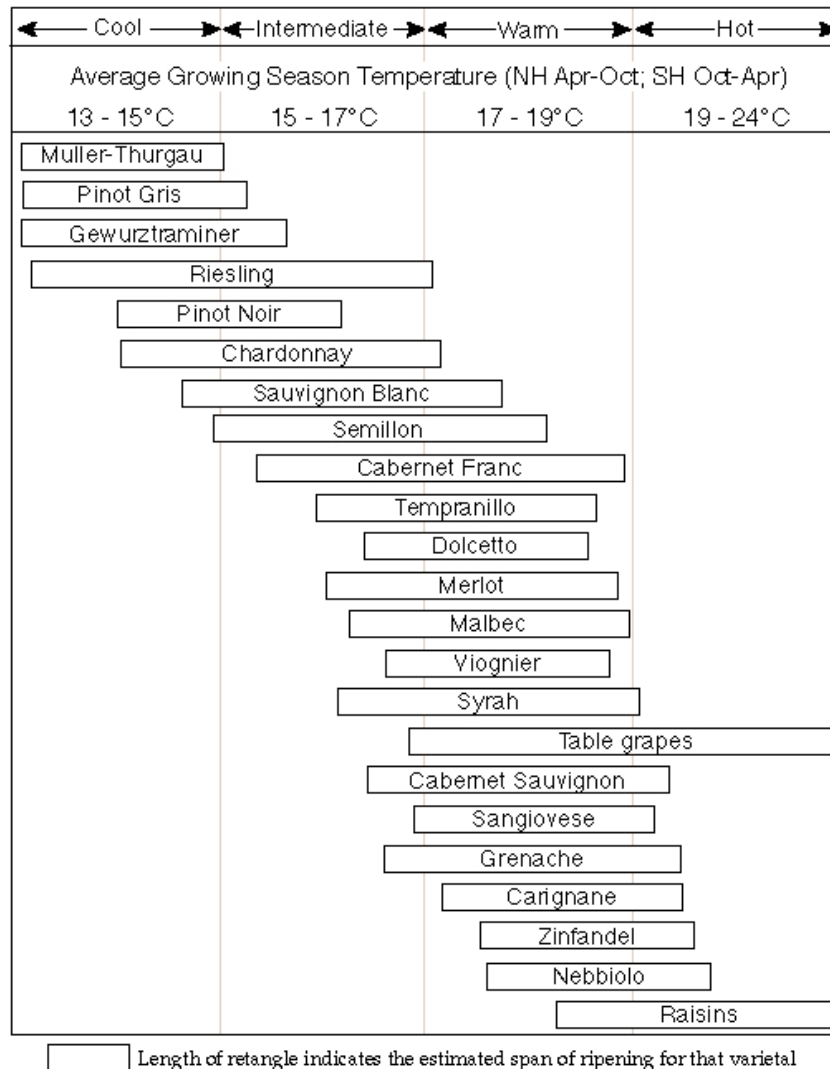 Cool Intermediate Warm Hot
Average Growing Season Temperature (NH Apr-Oct; SH Oct-Apr)
13 - 15°C 15 - 17°C 17 - 19°C 19 - 24°C
Muller-Thurgau
Pinot Gris
Gewurztraminer
Riesling
Pinot Noir
Chardonnay
Sauvignon Blanc
Semillon
Cabernet Franc
Tempranillo
Dolcetto
Merlot
Malbec
Viognier
Syrah
Table grapes
Cabernet Sauvignon
Sangiovese
Grenache
Carignane
Zinfandel
Nebbiolo
Raisins
Length of retangle indicates the estimated span of ripening for that varietal